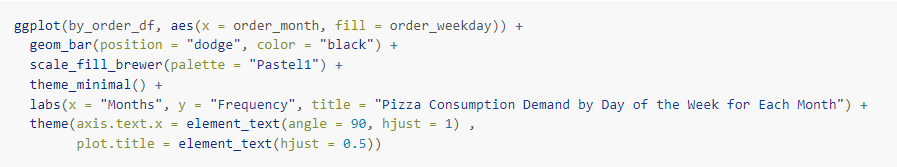 ggplot(by_order_df, aes(x = order_month, fill = order_weekday)) +
  geom_bar(position = "dodge", color = "black") +
  scale_fill_brewer(palette = "Pastel1") +
  theme_minimal() +
  labs(x = "Months", y = "Frequency", title = "Pizza Consumption Demand by Day of the Week for Each Month") +
  theme(axis.text.x = element_text(angle = 90, hjust = 1) ,
        plot.title = element_text(hjust = 0.5))